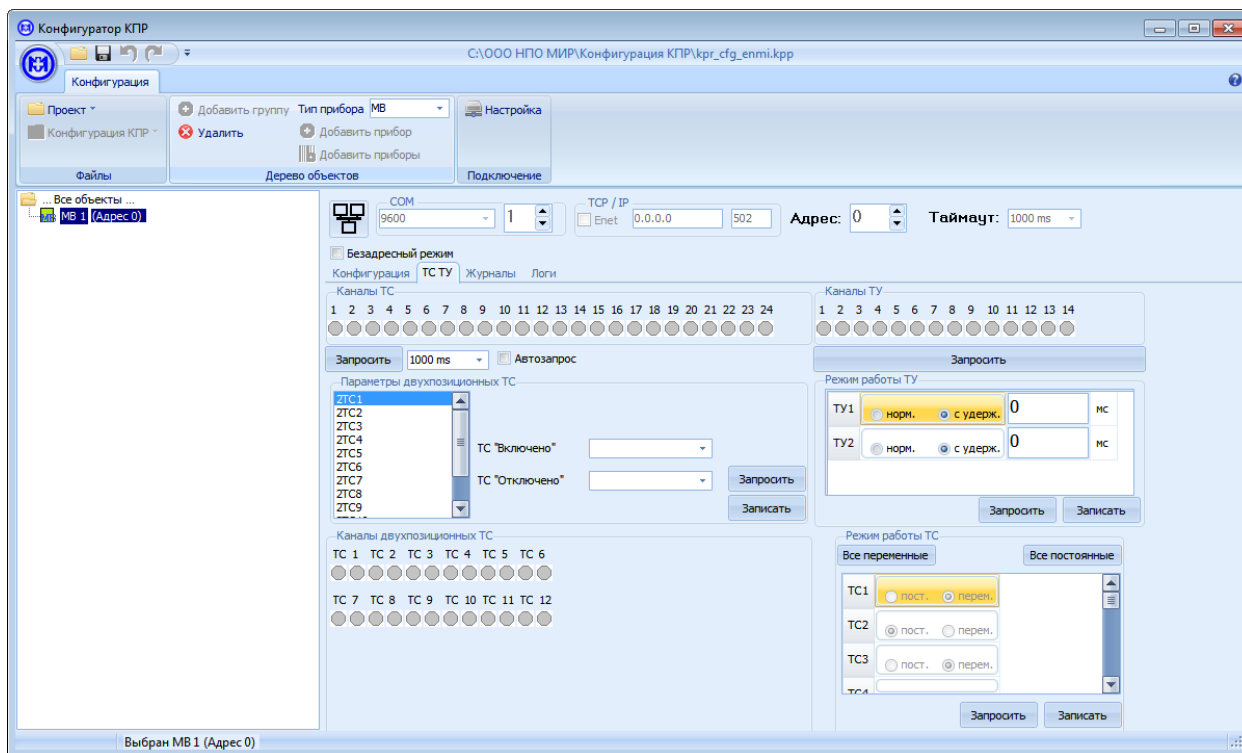 Конфигуратор КПР
C:\ООО НПО МИР\Конфигурация КПР\kpr_cfg_enmi.kpp
Конфигурация
Проект
Добавить группу Тип прибора МВ
Настройка
Конфигурация КПР
Удалить
Добавить прибор
Добавить приборы
Файлы
Дерево объектов
Подключение
... Все объекты ...
МВ 1 (Адрес 0)
COM
9600
1
TCP / IP
Enet 0.0.0.0 502
Адрес: 0
Таймаут: 1000 ms
Безадресный режим
Конфигурация ТС ТУ Журналы Логи
Каналы ТС
1 2 3 4 5 6 7 8 9 10 11 12 13 14 15 16 17 18 19 20 21 22 23 24
Каналы ТУ
1 2 3 4 5 6 7 8 9 10 11 12 13 14
Запросить 1000 ms Автозапрос
Запросить
Параметры двухпозиционных ТС
2ТС1
2ТС2
2ТС3
2ТС4
2ТС5
2ТС6
2ТС7
2ТС8
2ТС9
ТС "Включено"
ТС "Отключено"
Запросить
Записать
Режим работы ТУ
ТУ1 норм. с удерж. 0 мс
ТУ2 норм. с удерж. 0 мс
Запросить Записать
Каналы двухпозиционных ТС
ТС 1 ТС 2 ТС 3 ТС 4 ТС 5 ТС 6
ТС 7 ТС 8 ТС 9 ТС 10 ТС 11 ТС 12
Режим работы ТС
Все переменные Все постоянные
ТС1 пост. перем.
ТС2 пост. перем.
ТС3 пост. перем.
ТС4
Запросить Записать
Выбран МВ 1 (Адрес 0)